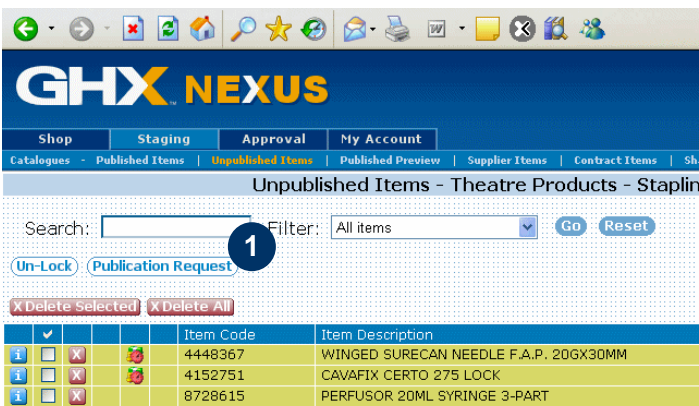 GHX NEXUS
Shop Staging Approval My Account
Catalogues - Published Items | Unpublished Items | Published Preview | Supplier Items | Contract Items | Sh
Unpublished Items - Theatre Products - Staplin
Search: Filter: All items Go Reset
1
Un-Lock Publication Request
X Delete Selected X Delete All
Item Code Item Description
i X 4448367 WINGED SURECAN NEEDLE F.A.P. 20GX30MM
i X 4152751 CAVAFIX CERTO 275 LOCK
i X 8728615 PERFUSOR 20ML SYRINGE 3-PART